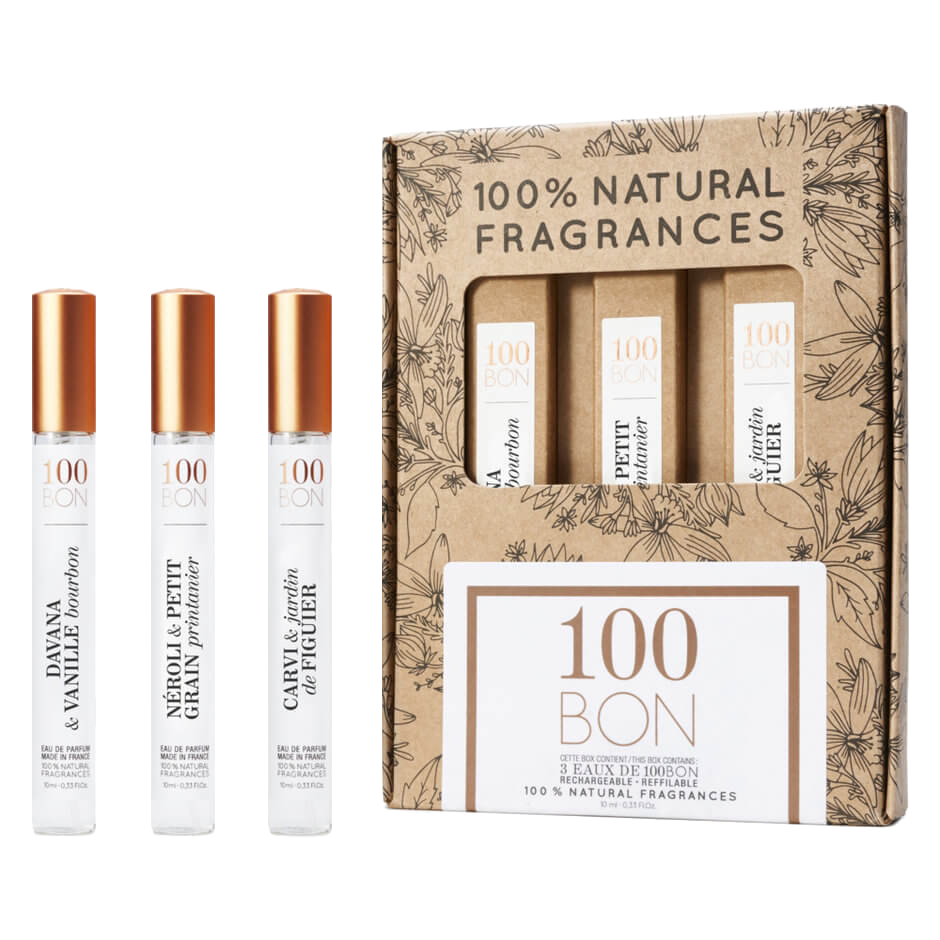 100
BON
DAVANA
& VANILLE bourbon
EAU DE PARFUM
MADE IN FRANCE
100% NATURAL
FRAGRANCES
10ml - 0,33 Fl.Oz.
100
BON
NÉROLI & PETIT
GRAIN printanier
EAU DE PARFUM
MADE IN FRANCE
100% NATURAL
FRAGRANCES
10ml - 0,33 Fl.Oz.
100
BON
CARVI & jardin
de FIGUIER
EAU DE PARFUM
MADE IN FRANCE
100% NATURAL
FRAGRANCES
10ml - 0,33 Fl.Oz.
100% NATURAL
FRAGRANCES
100
BON
NA
bourbon
100
BON
PETIT
intanier
100
BON
& jardin
GUIER
100
BON
CETTE BOX CONTIENT/THIS BOX CONTAINS:
3 EAUX DE 100BON
RECHARGEABLE - REFFILABLE
100 % NATURAL FRAGRANCES
10 ml - 0.33 Fl.Oz.